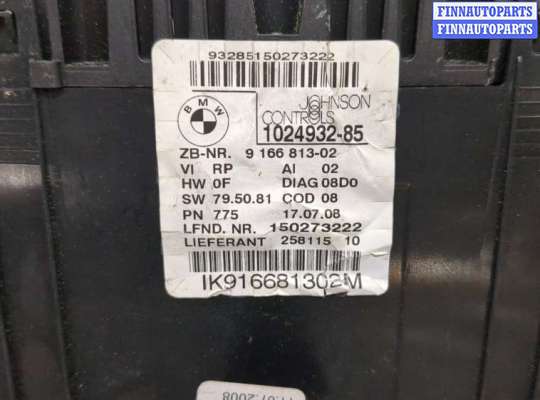 FINNAUTOPARTS
FINNAUTOPARTS
93285150273222
BMW
JOHNSON
CONTROLS
1024932-85
ZB-NR. 9 166 813-02
VI RP AI 02
HW 0F DIAG 08D0
SW 79.50.81 COD 08
PN 775 17.07.08
LFND. NR. 150273222
LIEFERANT 258115 10
IK916681302M
.07.2008